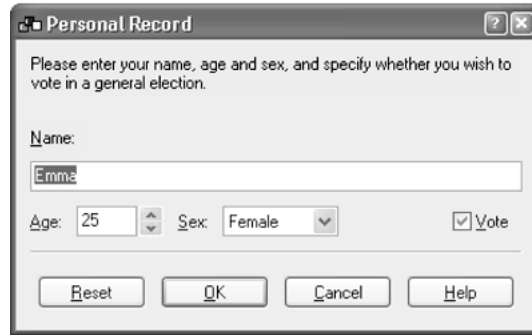 Personal Record
Please enter your name, age and sex, and specify whether you wish to
vote in a general election.
Name:
Emma
Age: 25 Sex: Female Vote
Reset OK Cancel Help